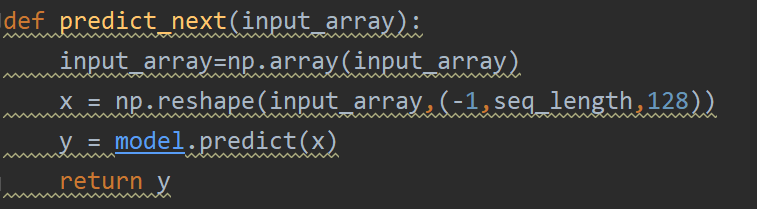 def predict_next(input_array):
    input_array=np.array(input_array)
    x = np.reshape(input_array,(-1,seq_length,128))
    y = model.predict(x)
    return y